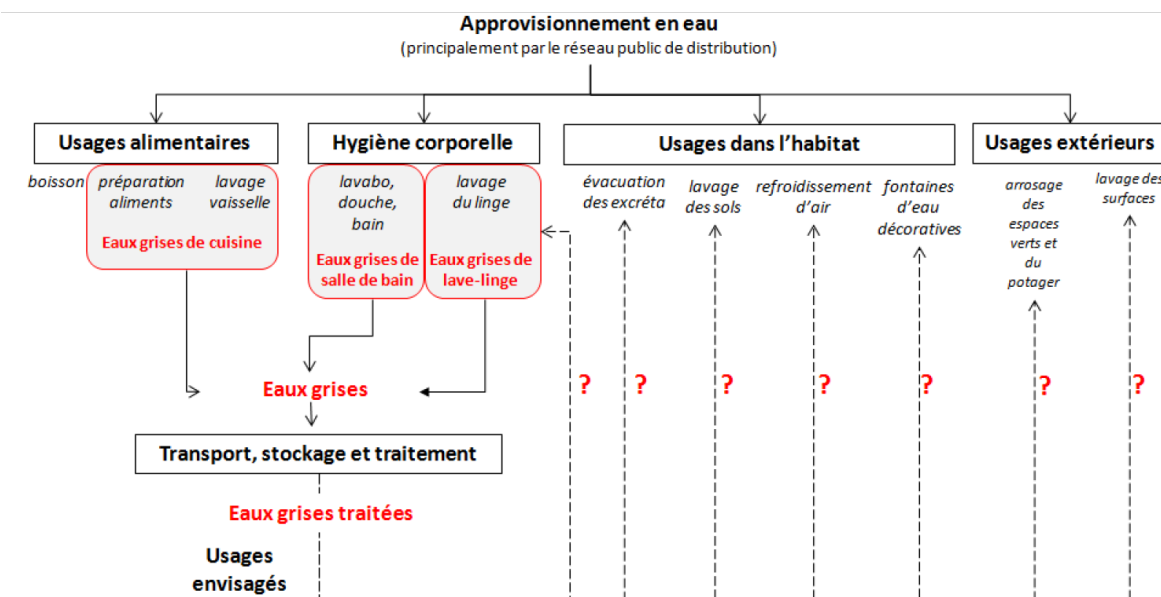 Approvisionnement en eau
(principalement par le réseau public de distribution)
Usages alimentaires
Hygiène corporelle
Usages dans l'habitat
Usages extérieurs
boisson
préparation
aliments
lavage
vaisselle
Eaux grises de cuisine
lavabo,
douche,
bain
Eaux grises de
salle de bain
lavage
du linge
Eaux grises de
lave-linge
évacuation
des excréta
lavage
des sols
refroidissement
d'air
fontaines
d'eau
décoratives
arrosage
des
espaces
verts et
du
potager
lavage des
surfaces
Eaux grises
? ? ? ? ? ? ?
Transport, stockage et traitement
Eaux grises traitées
Usages
envisagés